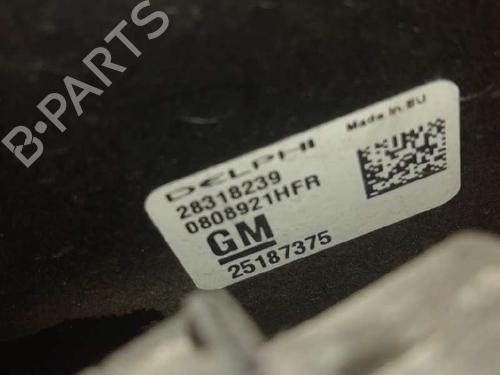 B-PARTS
DELPHI Made in EU
28318239
0808921HFR
GM
25187375